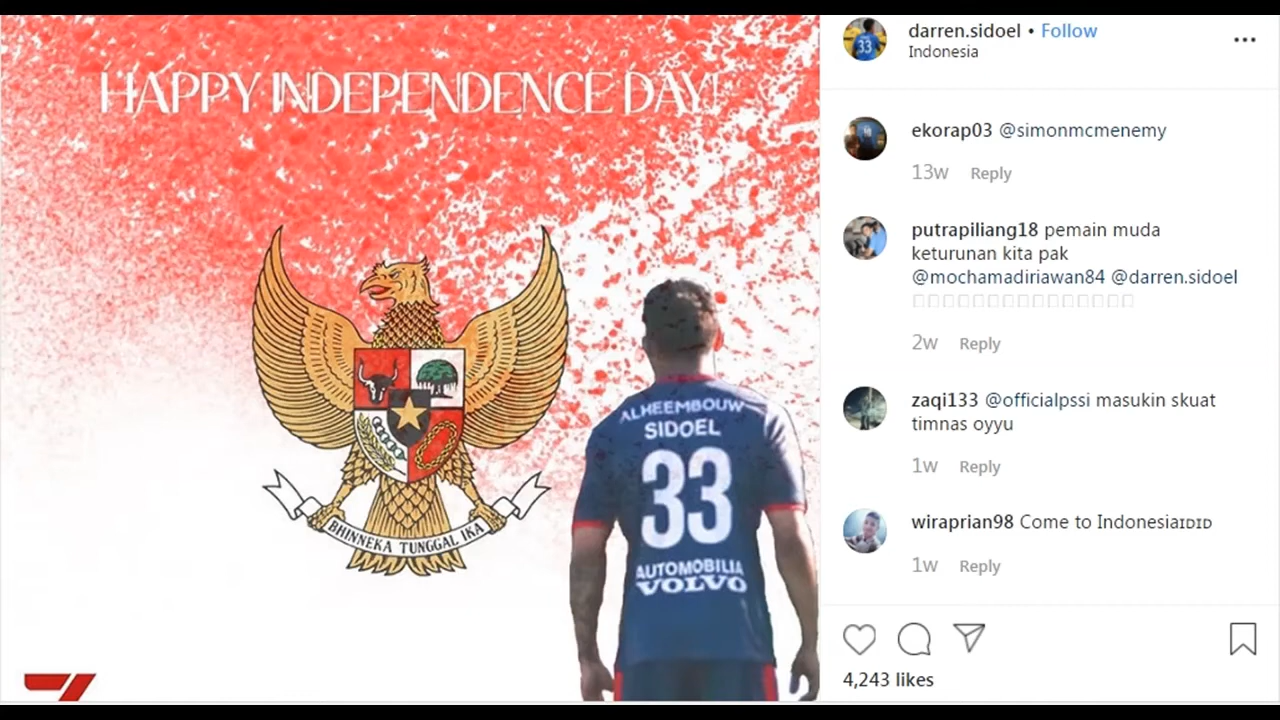 HAPPY INDEPENDENCE DAY!
BHINNEKA TUNGGAL IKA
ALHEEMBOUW
SIDOEL
33
AUTOMOBILIA
VOLVO
33
darren.sidoel • Follow
Indonesia
ekorap03 @simonmcmenemy
13w Reply
putrapiliang18 pemain muda
keturunan kita pak
@mochamadiriawan84 @darren.sidoel
2w Reply
zaqi133 @officialpssi masukin skuat
timnas oyyu
1w Reply
wiraprian98 Come to Indonesiaɪᴅɪᴅ
1w Reply
4,243 likes